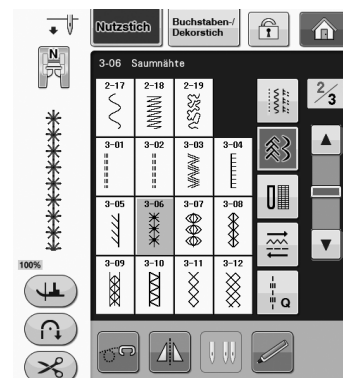 Nutzstich
Buchstaben-/
Dekorstich
N
3-06 Saumnähte
2-17 2-18 2-19
2/3
3-01 3-02 3-03 3-04
3-05 3-06 3-07 3-08
100%
3-09 3-10 3-11 3-12
Q